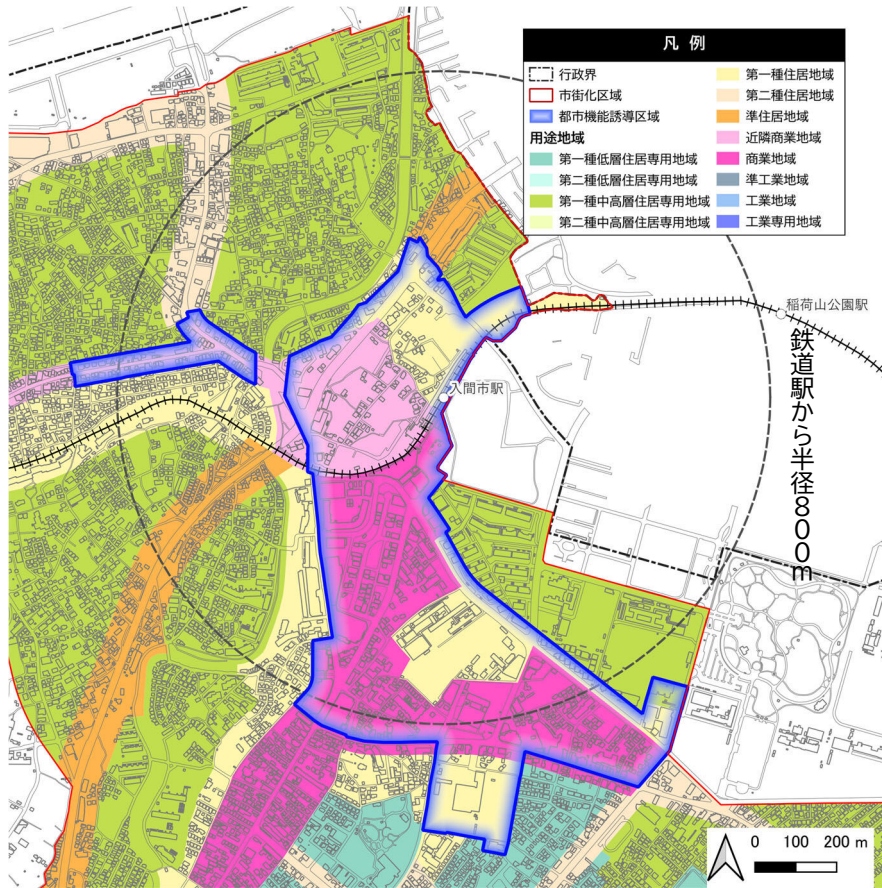 凡 例
行政界
市街化区域
都市機能誘導区域
用途地域
第一種低層住居専用地域
第二種低層住居専用地域
第一種中高層住居専用地域
第二種中高層住居専用地域
第一種住居地域
第二種住居地域
準住居地域
近隣商業地域
商業地域
準工業地域
工業地域
工業専用地域
稲荷山公園駅
入間市駅
鉄道駅から半径800m
0 100 200 m